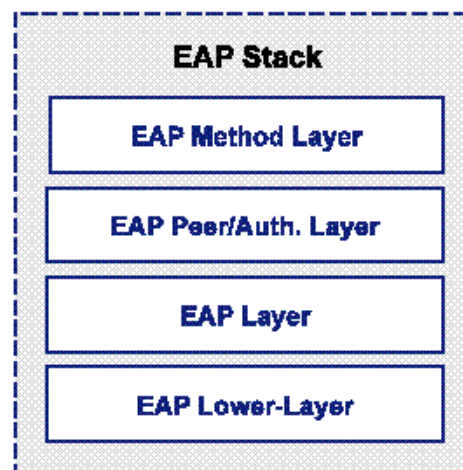 EAP Stack
EAP Method Layer
EAP Peer/Auth. Layer
EAP Layer
EAP Lower-Layer